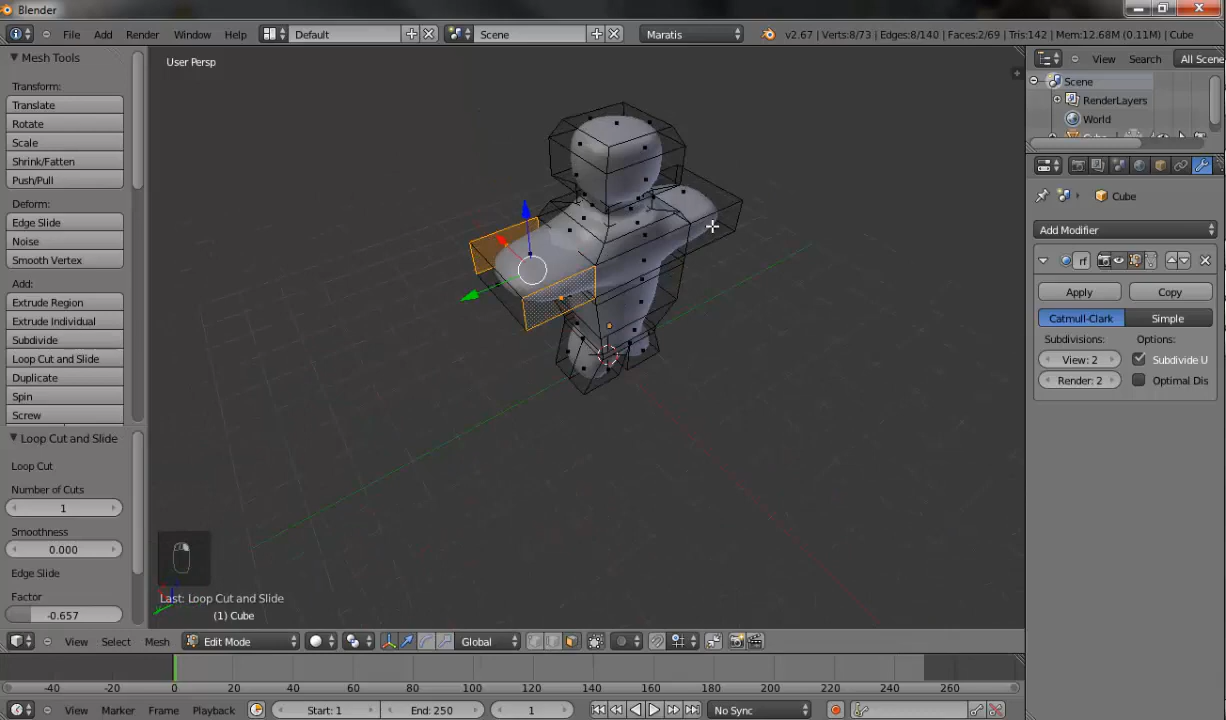 Blender
File Add Render Window Help Default Scene Maratis v2.67 | Verts:8/73 | Edges:8/140 | Faces:2/69 | Tris:142 | Mem:12.68M (0.11M) | Cube
Mesh Tools
Transform:
Translate
Rotate
Scale
Shrink/Fatten
Push/Pull
Deform:
Edge Slide
Noise
Smooth Vertex
Add:
Extrude Region
Extrude Individual
Subdivide
Loop Cut and Slide
Duplicate
Spin
Screw
Loop Cut and Slide
Loop Cut
Number of Cuts
1
Smoothness
0.000
Edge Slide
Factor
-0.657
User Persp
Last: Loop Cut and Slide
(1) Cube
View Search All Scene
Scene
RenderLayers
World
Cube
Add Modifier
rf
Apply Copy
Catmull-Clark Simple
Subdivisions: Options:
View: 2 Subdivide U
Render: 2 Optimal Dis
View Select Mesh Edit Mode Global
-40 -20 0 20 40 60 80 100 120 140 160 180 200 220 240 260
View Marker Frame Playback Start: 1 End: 250 1 No Sync